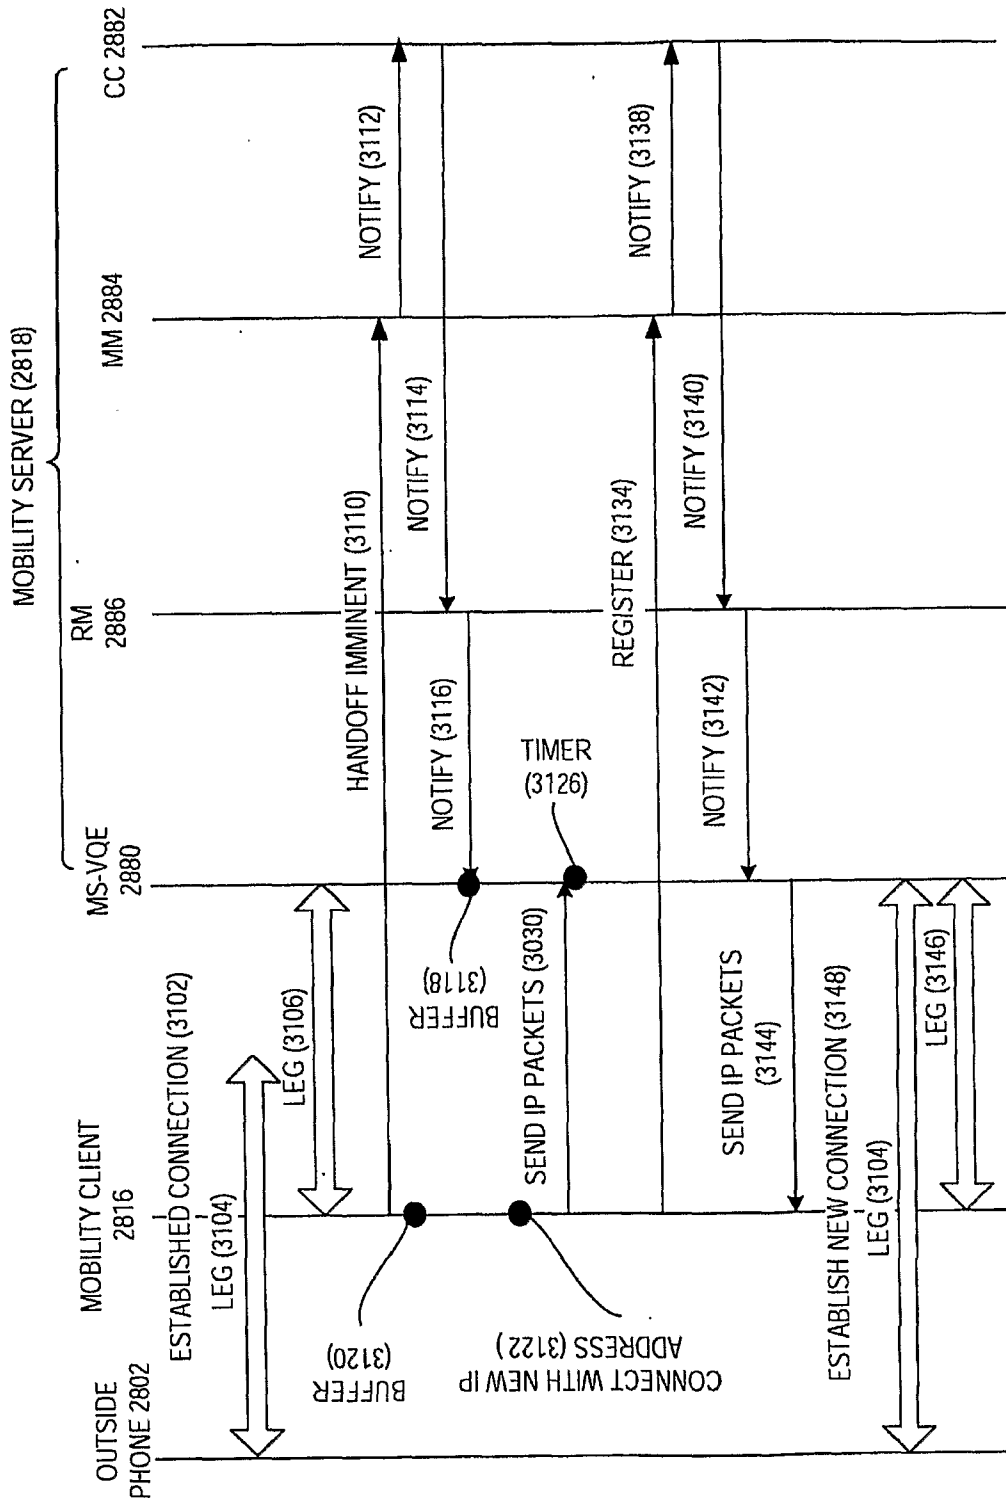 MOBILITY SERVER (2818)
OUTSIDE
PHONE 2802
MOBILITY CLIENT
2816
MS-VQE
2880
RM
2886
MM 2884
CC 2882
ESTABLISHED CONNECTION (3102)
LEG (3104)
LEG (3106)
HANDOFF IMMINENT (3110)
NOTIFY (3112)
NOTIFY (3114)
NOTIFY (3116)
BUFFER
(3118)
BUFFER
(3120)
CONNECT WITH NEW IP
ADDRESS (3122)
SEND IP PACKETS (3030)
TIMER
(3126)
REGISTER (3134)
NOTIFY (3138)
NOTIFY (3140)
NOTIFY (3142)
SEND IP PACKETS
(3144)
ESTABLISH NEW CONNECTION (3148)
LEG (3104)
LEG (3146)